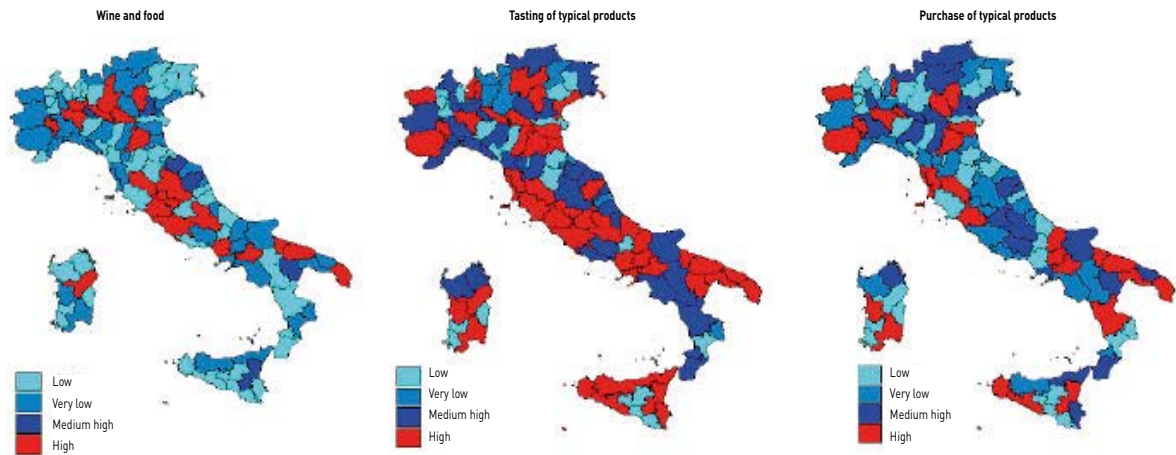 Wine and food
Tasting of typical products
Purchase of typical products
Low
Very low
Medium high
High
Low
Very low
Medium high
High
Low
Very low
Medium high
High